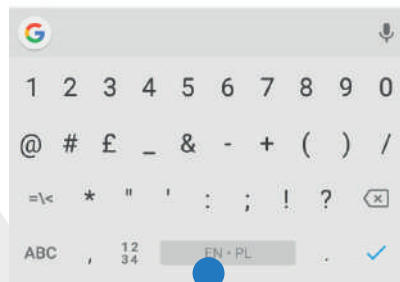 G
1 2 3 4 5 6 7 8 9 0
@ # £ _ & - + ( ) /
=\< * " ' : ; ! ?
ABC , 12 34 EN • PL .